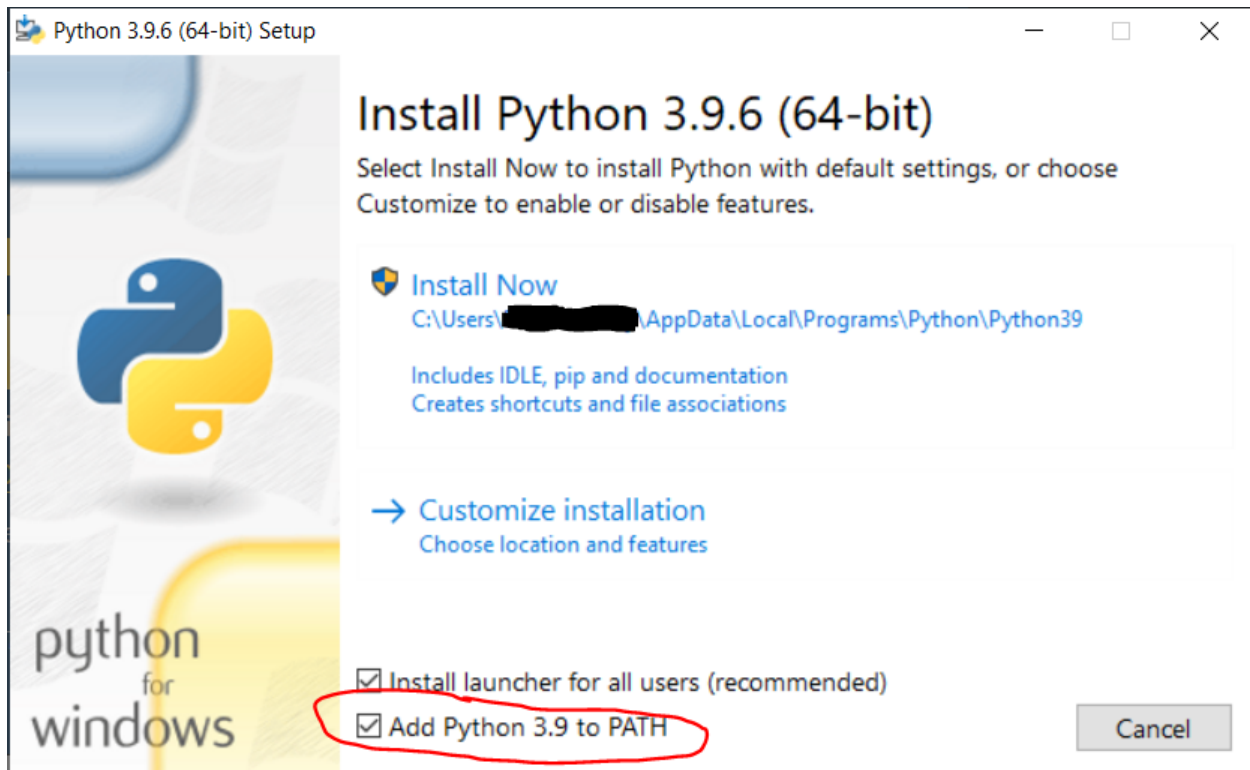 Python 3.9.6 (64-bit) Setup
Install Python 3.9.6 (64-bit)
Select Install Now to install Python with default settings, or choose
Customize to enable or disable features.
Install Now
C:\Users\ \AppData\Local\Programs\Python\Python39
Includes IDLE, pip and documentation
Creates shortcuts and file associations
Customize installation
Choose location and features
python
for
windows
Install launcher for all users (recommended)
Add Python 3.9 to PATH
Cancel